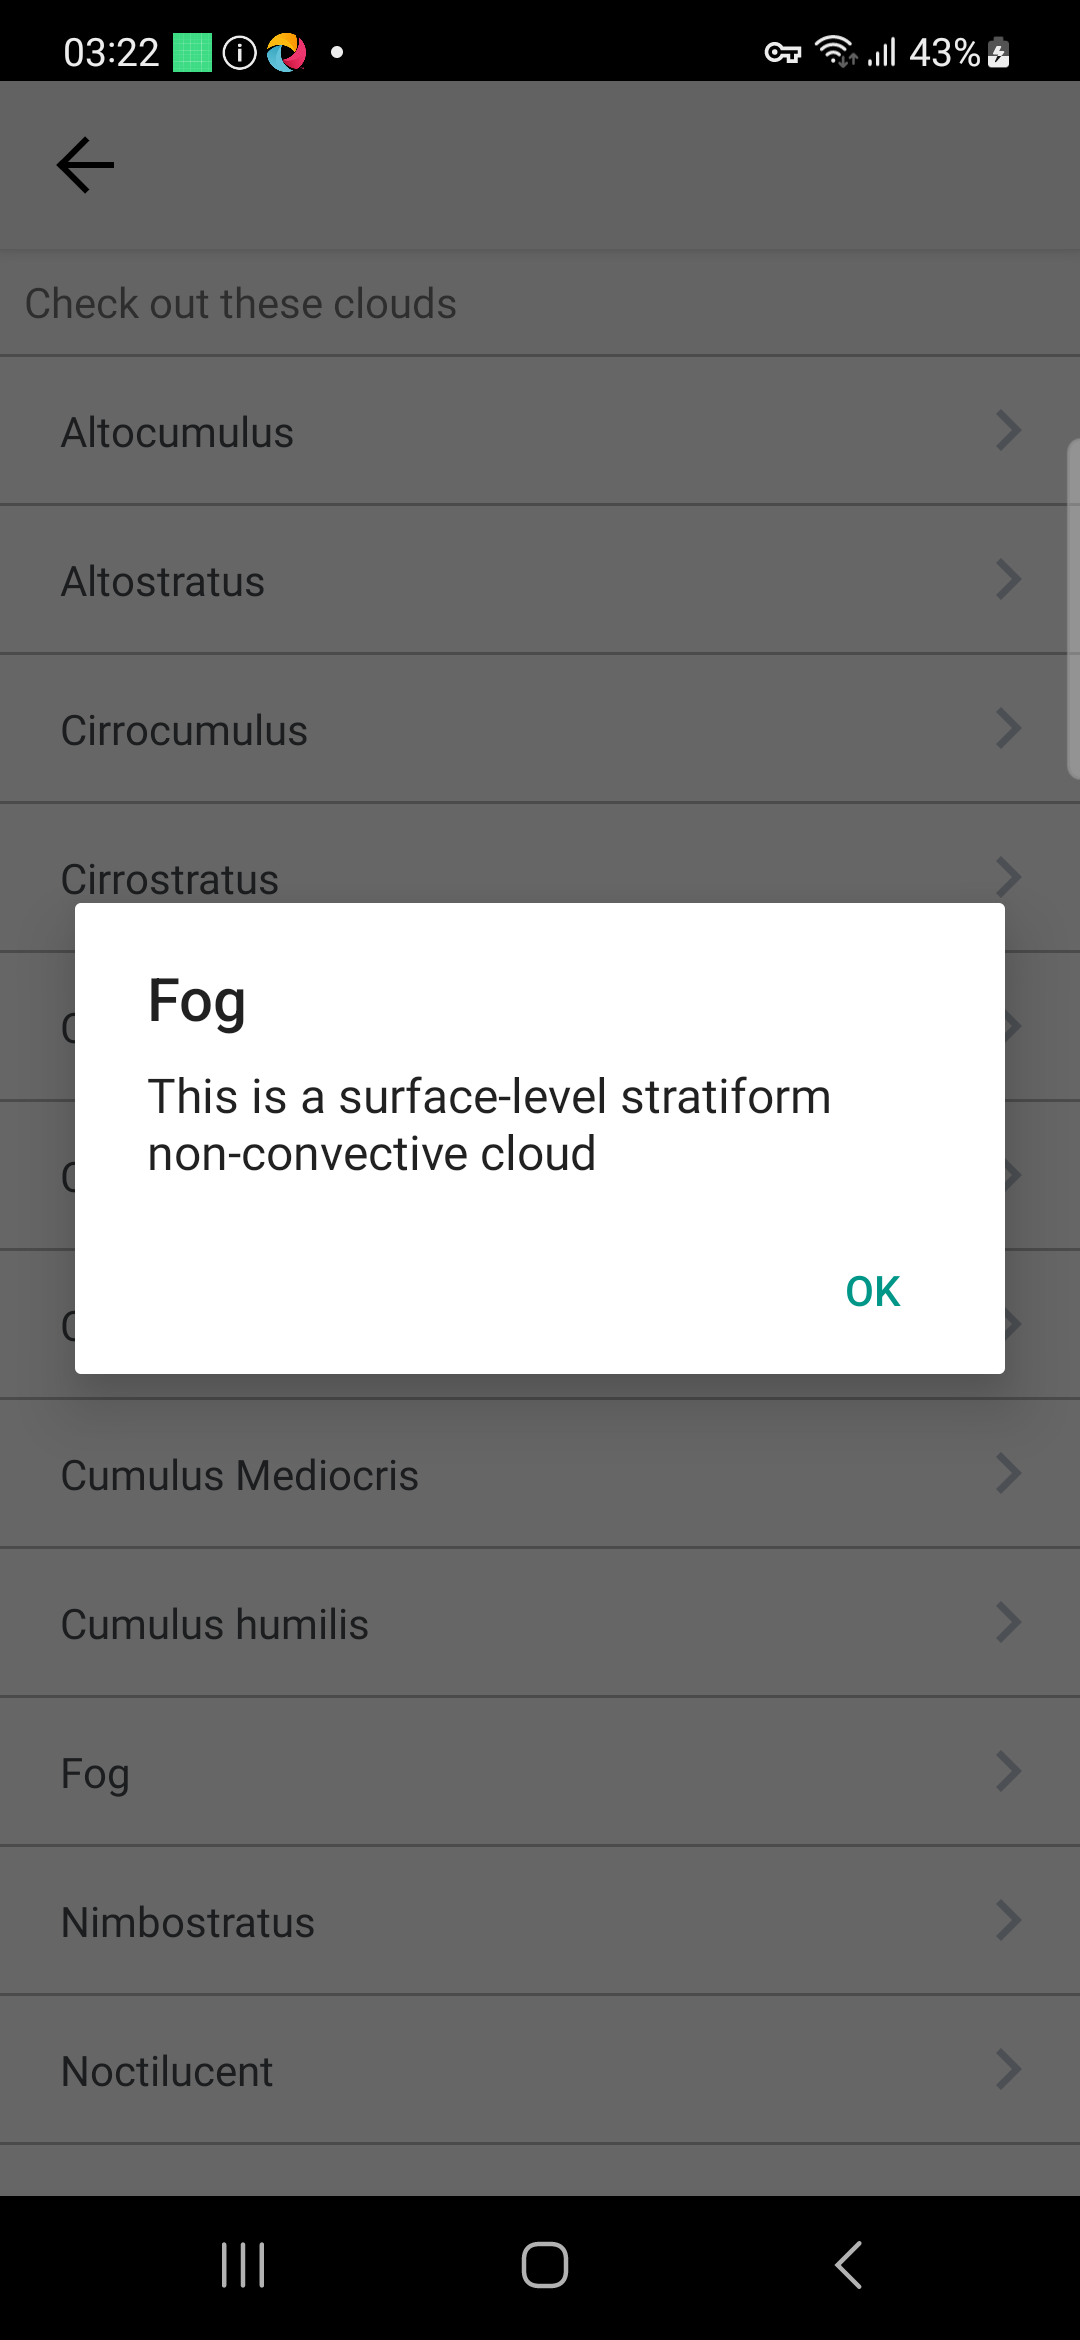 03:22
43%
Check out these clouds
Altocumulus
Altostratus
Cirrocumulus
Cirrostratus
Fog
This is a surface-level stratiform
non-convective cloud
OK
Cumulus Mediocris
Cumulus humilis
Fog
Nimbostratus
Noctilucent